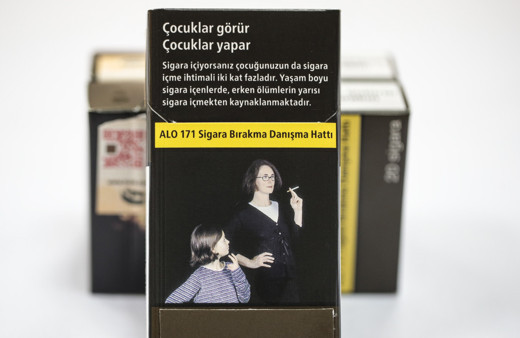 Çocuklar görür
Çocuklar yapar
Sigara içiyorsanız çocuğunuzun da sigara
içme ihtimali iki kat fazladır. Yaşam boyu
sigara içenlerde, erken ölümlerin yarısı
sigara içmekten kaynaklanmaktadır.
ALO 171 Sigara Bırakma Danışma Hattı
20 sigara